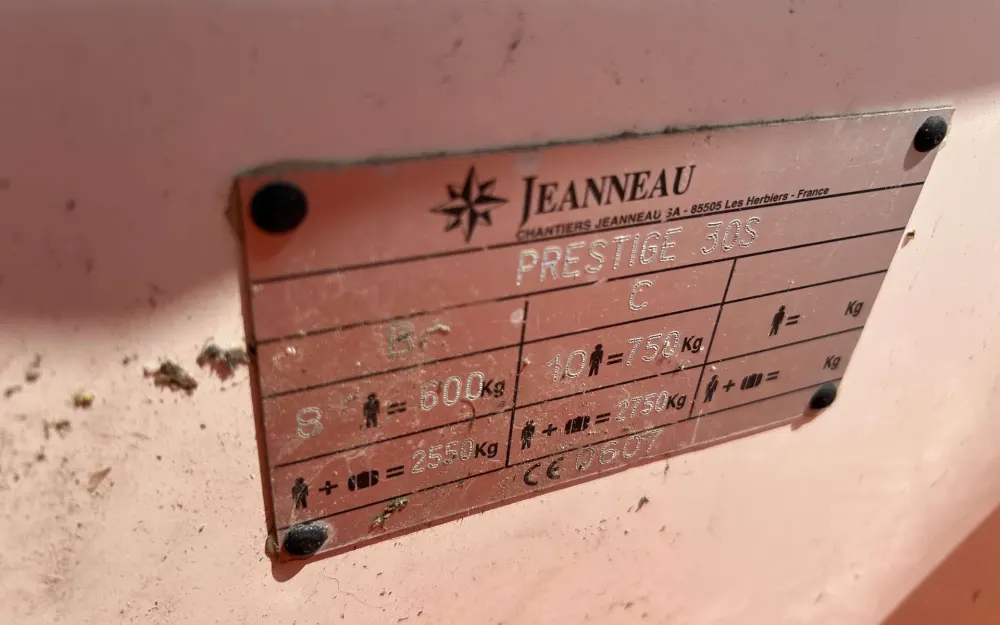 JEANNEAU
CHANTIERS JEANNEAU SA - 85505 Les Herbiers - France
PRESTIGE 30S
B C
8 = 600 Kg 10 = 750 Kg = Kg
+ = 2550 Kg + = 2750 Kg + = Kg
CE 0607